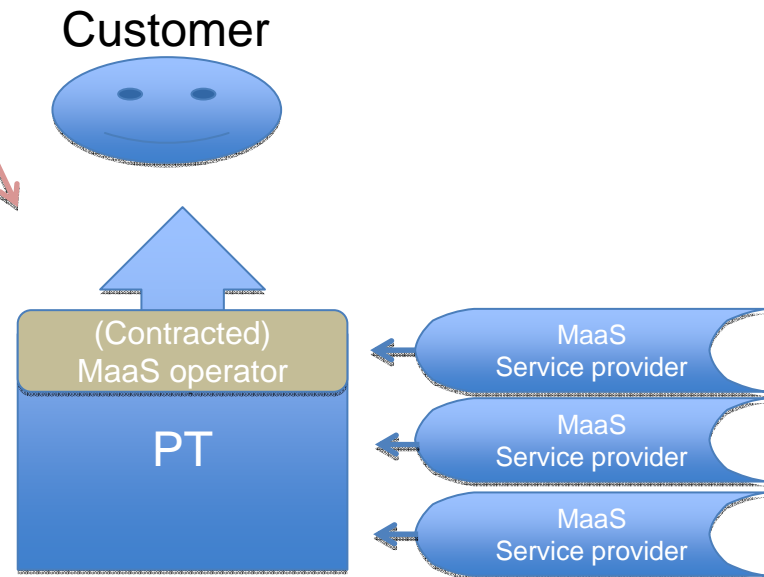 Customer
(Contracted)
MaaS operator
PT
MaaS
Service provider
MaaS
Service provider
MaaS
Service provider